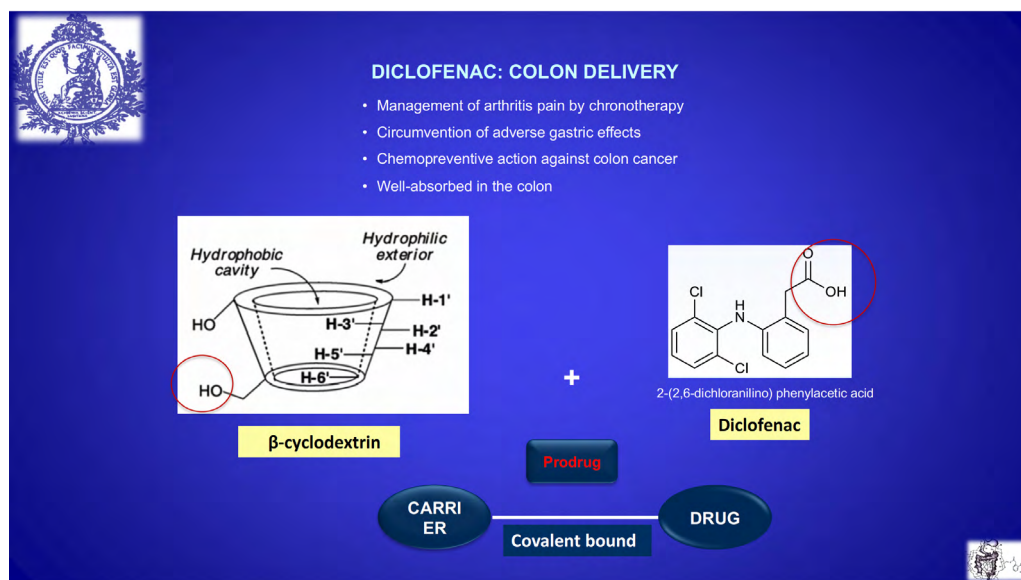 DICLOFENAC: COLON DELIVERY
• Management of arthritis pain by chronotherapy
• Circumvention of adverse gastric effects
• Chemopreventive action against colon cancer
• Well-absorbed in the colon
Hydrophobic
cavity
Hydrophilic
exterior
H-1'
HO
H-3'
H-2'
H-4'
H-5'
H-6'
HO
β-cyclodextrin
+
O
OH
Cl
H
N
Cl
2-(2,6-dichloranilino) phenylacetic acid
Diclofenac
Prodrug
CARRI
ER
Covalent bound
DRUG